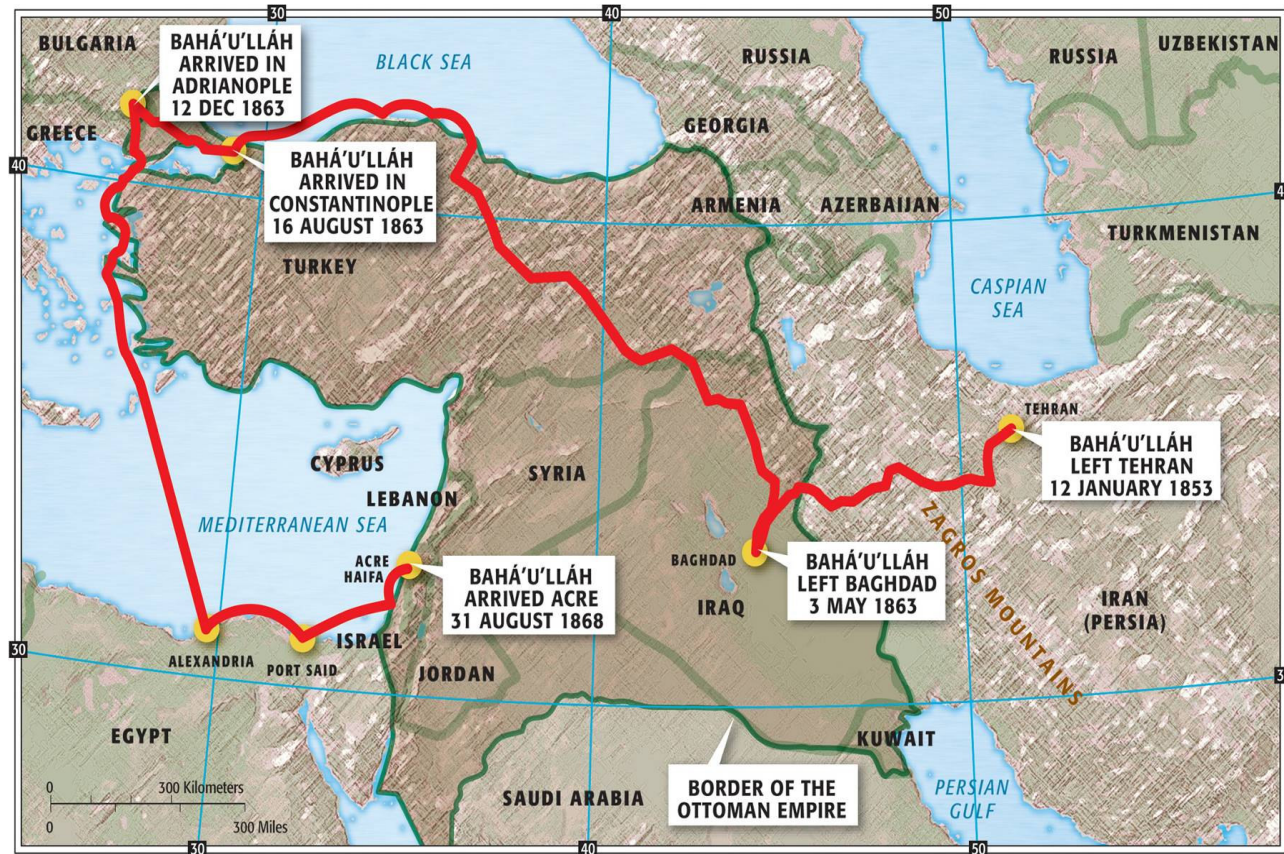 30
40
50
BULGARIA
BAHÁ'U'LLÁH
ARRIVED IN
ADRIANOPLE
12 DEC 1863
BLACK SEA
RUSSIA
RUSSIA
UZBEKISTAN
GREECE
GEORGIA
40
BAHÁ'U'LLÁH
ARRIVED IN
CONSTANTINOPLE
16 AUGUST 1863
4
ARMENIA
AZERBAIJAN
TURKMENISTAN
TURKEY
CASPIAN
SEA
TEHRAN
BAHÁ'U'LLÁH
LEFT TEHRAN
12 JANUARY 1853
CYPRUS
SYRIA
LEBANON
MEDITERRANEAN SEA
ZAGROS MOUNTAINS
ACRE
HAIFA
BAHÁ'U'LLÁH
ARRIVED ACRE
31 AUGUST 1868
BAGHDAD
BAHÁ'U'LLÁH
LEFT BAGHDAD
3 MAY 1863
IRAQ
IRAN
(PERSIA)
30
ISRAEL
ALEXANDRIA
PORT SAID
JORDAN
3
EGYPT
KUWAIT
0
300 Kilometers
0
300 Miles
SAUDI ARABIA
BORDER OF THE
OTTOMAN EMPIRE
PERSIAN
GULF
30
40
50